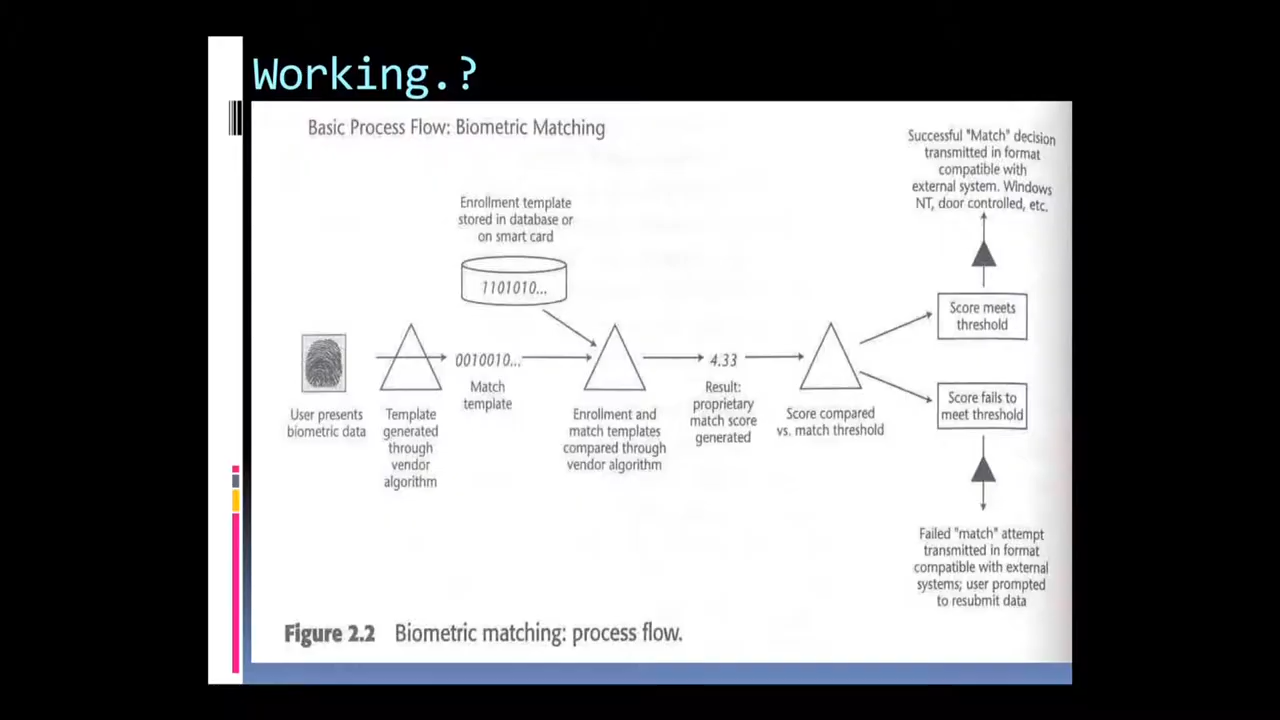 Working.?
Basic Process Flow: Biometric Matching
Successful "Match" decision
transmitted in format
compatible with
external system. Windows
NT, door controlled, etc.
Enrollment template
stored in database or
on smart card
1101010...
Score meets
threshold
0010010...
4.33
Match
template
Result:
proprietary
match score
generated
User presents
biometric data
Template
generated
through
vendor
algorithm
Enrollment and
match templates
compared through
vendor algorithm
Score compared
vs. match threshold
Score fails to
meet threshold
Failed "match" attempt
transmitted in format
compatible with external
systems; user prompted
to resubmit data
Figure 2.2 Biometric matching: process flow.